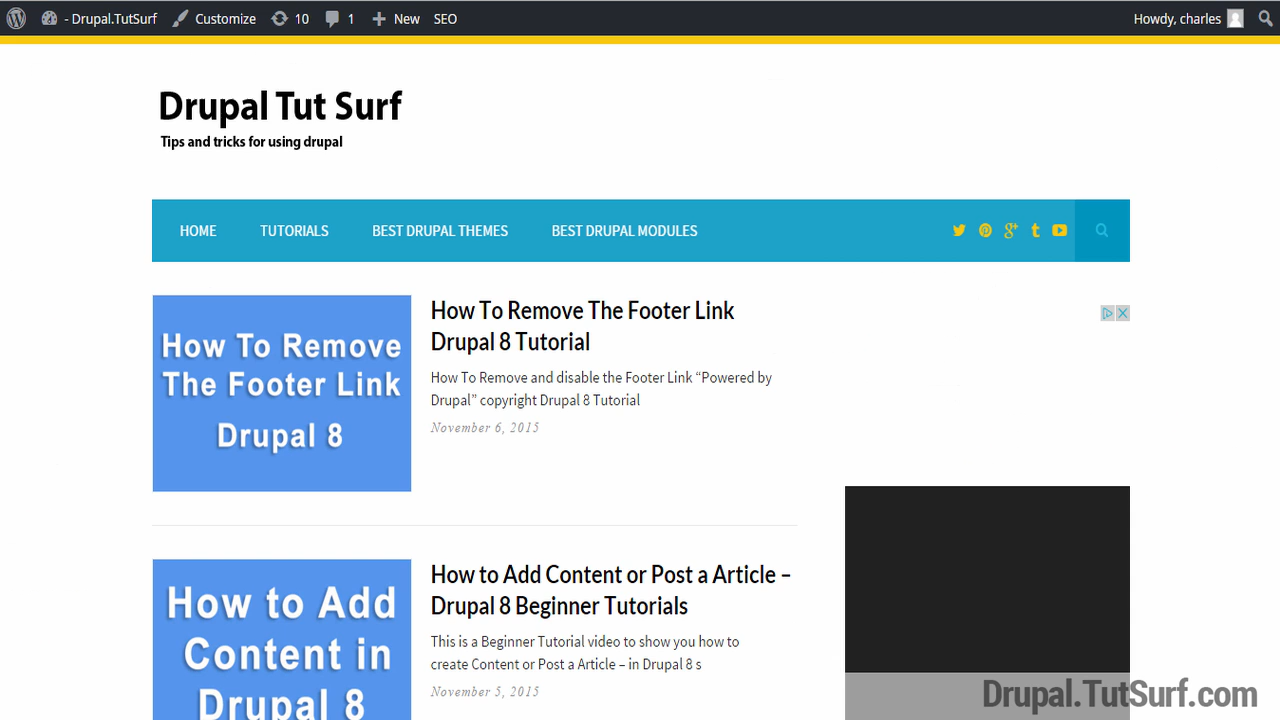 - Drupal.TutSurf Customize 10 1 New SEO Howdy, charles
Drupal Tut Surf
Tips and tricks for using drupal
HOME TUTORIALS BEST DRUPAL THEMES BEST DRUPAL MODULES
How To Remove
The Footer Link
Drupal 8
How To Remove The Footer Link
Drupal 8 Tutorial
How To Remove and disable the Footer Link “Powered by
Drupal” copyright Drupal 8 Tutorial
November 6, 2015
How to Add
Content in
Drupal 8
How to Add Content or Post a Article –
Drupal 8 Beginner Tutorials
This is a Beginner Tutorial video to show you how to
create Content or Post a Article – in Drupal 8 s
November 5, 2015
Drupal.TutSurf.com